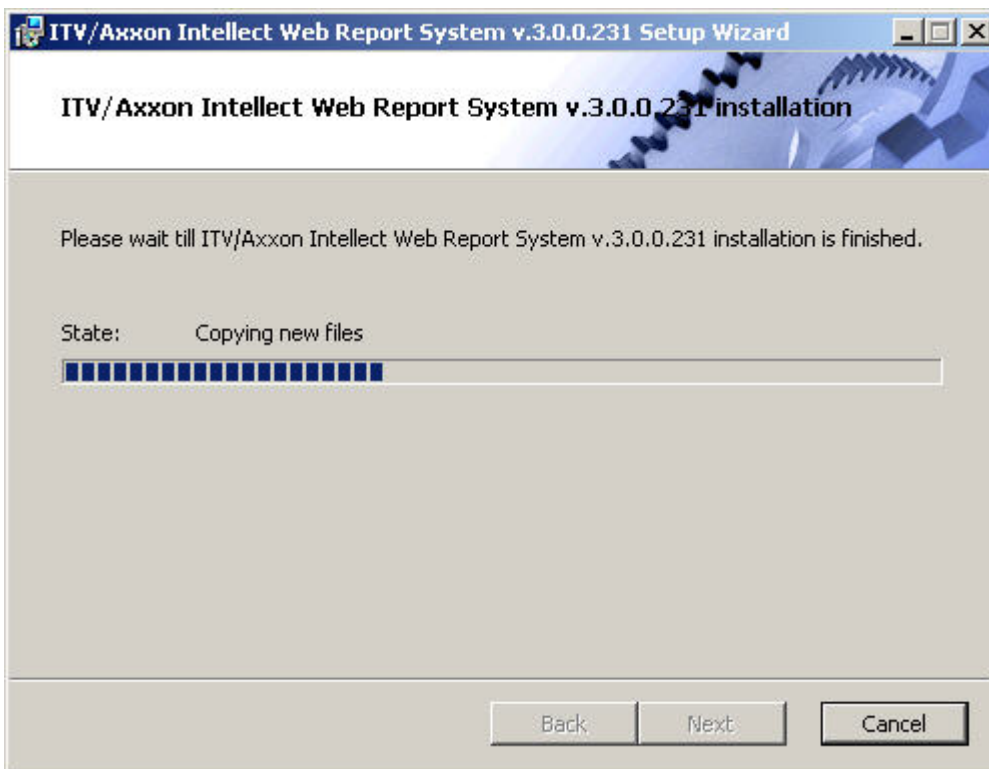 ITV/Axxon Intellect Web Report System v.3.0.0.231 Setup Wizard
ITV/Axxon Intellect Web Report System v.3.0.0.231 installation
Please wait till ITV/Axxon Intellect Web Report System v.3.0.0.231 installation is finished.
State: Copying new files
Back Next Cancel